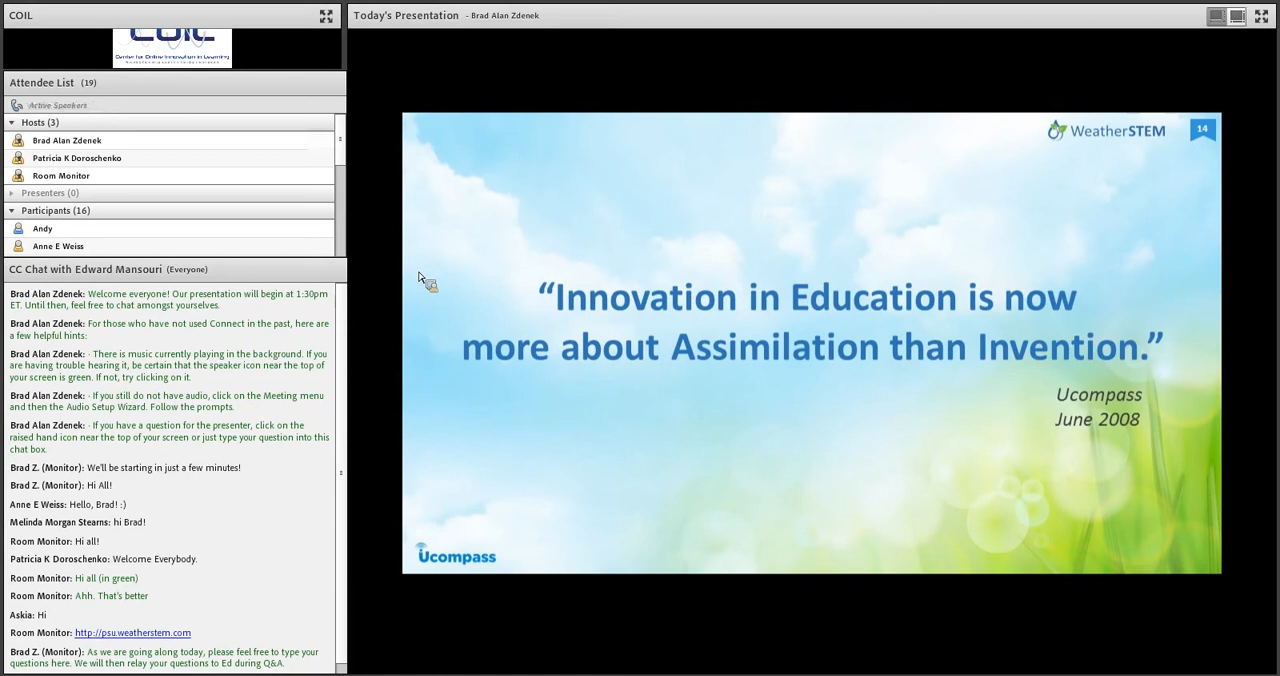 COIL
Center for Online Innovation in Learning
Attendee List (19)
Active Speakers
Hosts (3)
Brad Alan Zdenek
Patricia K Doroschenko
Room Monitor
Presenters (0)
Participants (16)
Andy
Anne E Weiss
CC Chat with Edward Mansouri (Everyone)
Brad Alan Zdenek: Welcome everyone! Our presentation will begin at 1:30pm
ET. Until then, feel free to chat amongst yourselves.
Brad Alan Zdenek: For those who have not used Connect in the past, here are
a few helpful hints:
Brad Alan Zdenek: · There is music currently playing in the background. If you
are having trouble hearing it, be certain that the speaker icon near the top of
your screen is green. If not, try clicking on it.
Brad Alan Zdenek: · If you still do not have audio, click on the Meeting menu
and then the Audio Setup Wizard. Follow the prompts.
Brad Alan Zdenek: · If you have a question for the presenter, click on the
raised hand icon near the top of your screen or just type your question into this
chat box.
Brad Z. (Monitor): We'll be starting in just a few minutes!
Brad Z. (Monitor): Hi All!
Anne E Weiss: Hello, Brad! :)
Melinda Morgan Stearns: hi Brad!
Room Monitor: Hi all!
Patricia K Doroschenko: Welcome Everybody.
Room Monitor: Hi all (in green)
Room Monitor: Ahh. That's better
Askia: Hi
Room Monitor: http://psu.weatherstem.com
Brad Z. (Monitor): As we are going along today, please feel free to type your
questions here. We will then relay your questions to Ed during Q&A.
Today's Presentation - Brad Alan Zdenek
WeatherSTEM 14
“Innovation in Education is now
more about Assimilation than Invention.”
Ucompass
June 2008
Ucompass